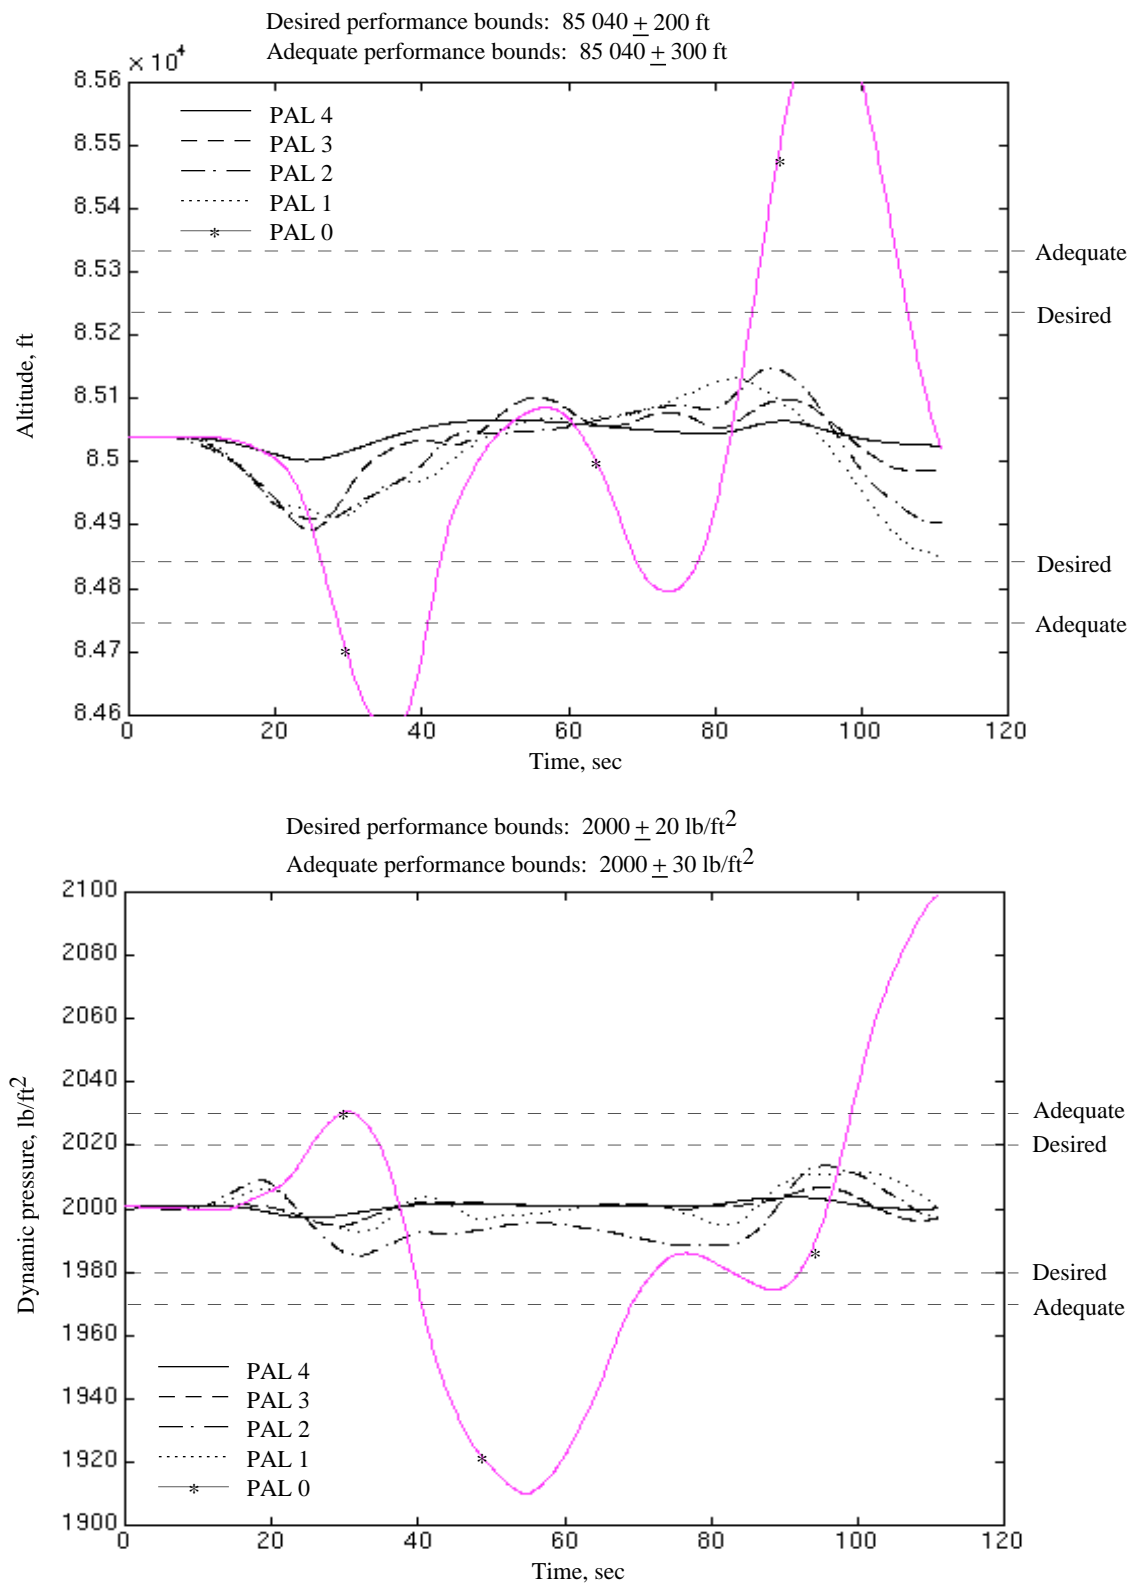 Desired performance bounds: 85 040 ± 200 ft
Adequate performance bounds: 85 040 ± 300 ft
× 10⁴
8.56
8.55
8.54
8.53
8.52
8.51
8.5
8.49
8.48
8.47
8.46
Altitude, ft
PAL 4
PAL 3
PAL 2
PAL 1
PAL 0
Adequate
Desired
Desired
Adequate
0 20 40 60 80 100 120
Time, sec
Desired performance bounds: 2000 ± 20 lb/ft²
Adequate performance bounds: 2000 ± 30 lb/ft²
2100
2080
2060
2040
2020
2000
1980
1960
1940
1920
1900
Dynamic pressure, lb/ft²
Adequate
Desired
Desired
Adequate
PAL 4
PAL 3
PAL 2
PAL 1
PAL 0
0 20 40 60 80 100 120
Time, sec